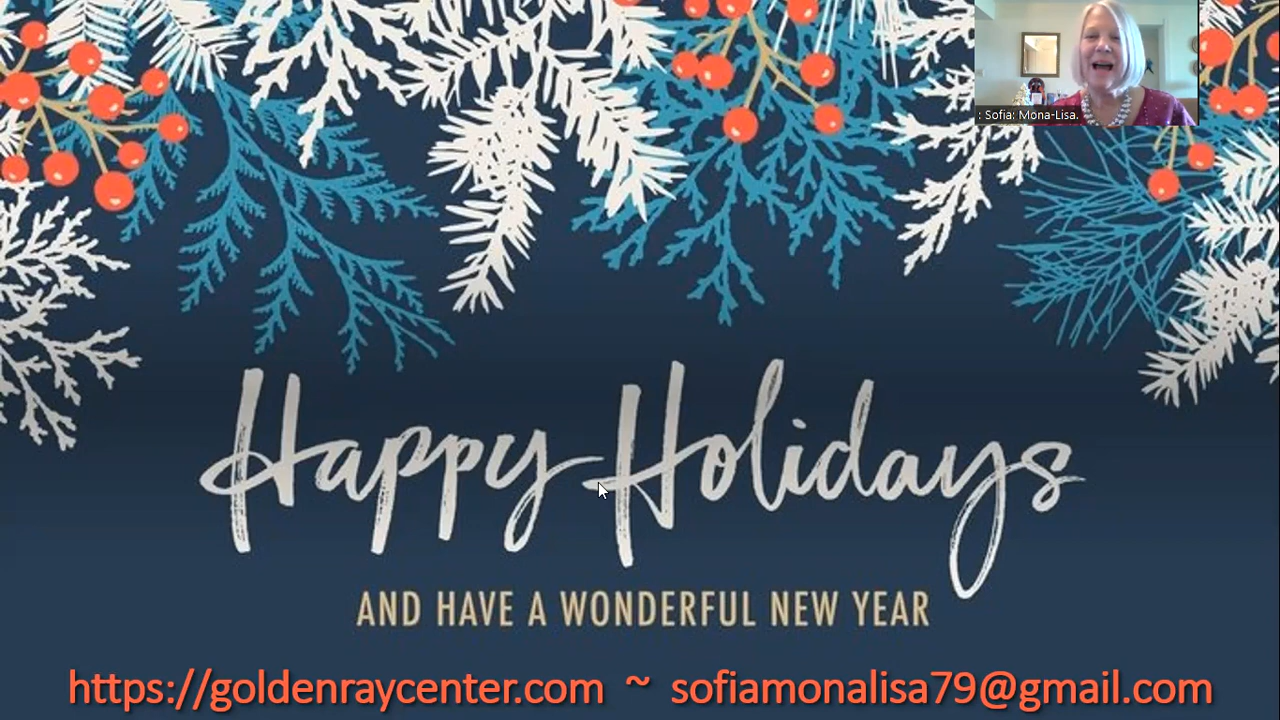 : Sofia: Mona-Lisa.
Happy Holidays
AND HAVE A WONDERFUL NEW YEAR
https://goldenraycenter.com ~ sofiamonalisa79@gmail.com